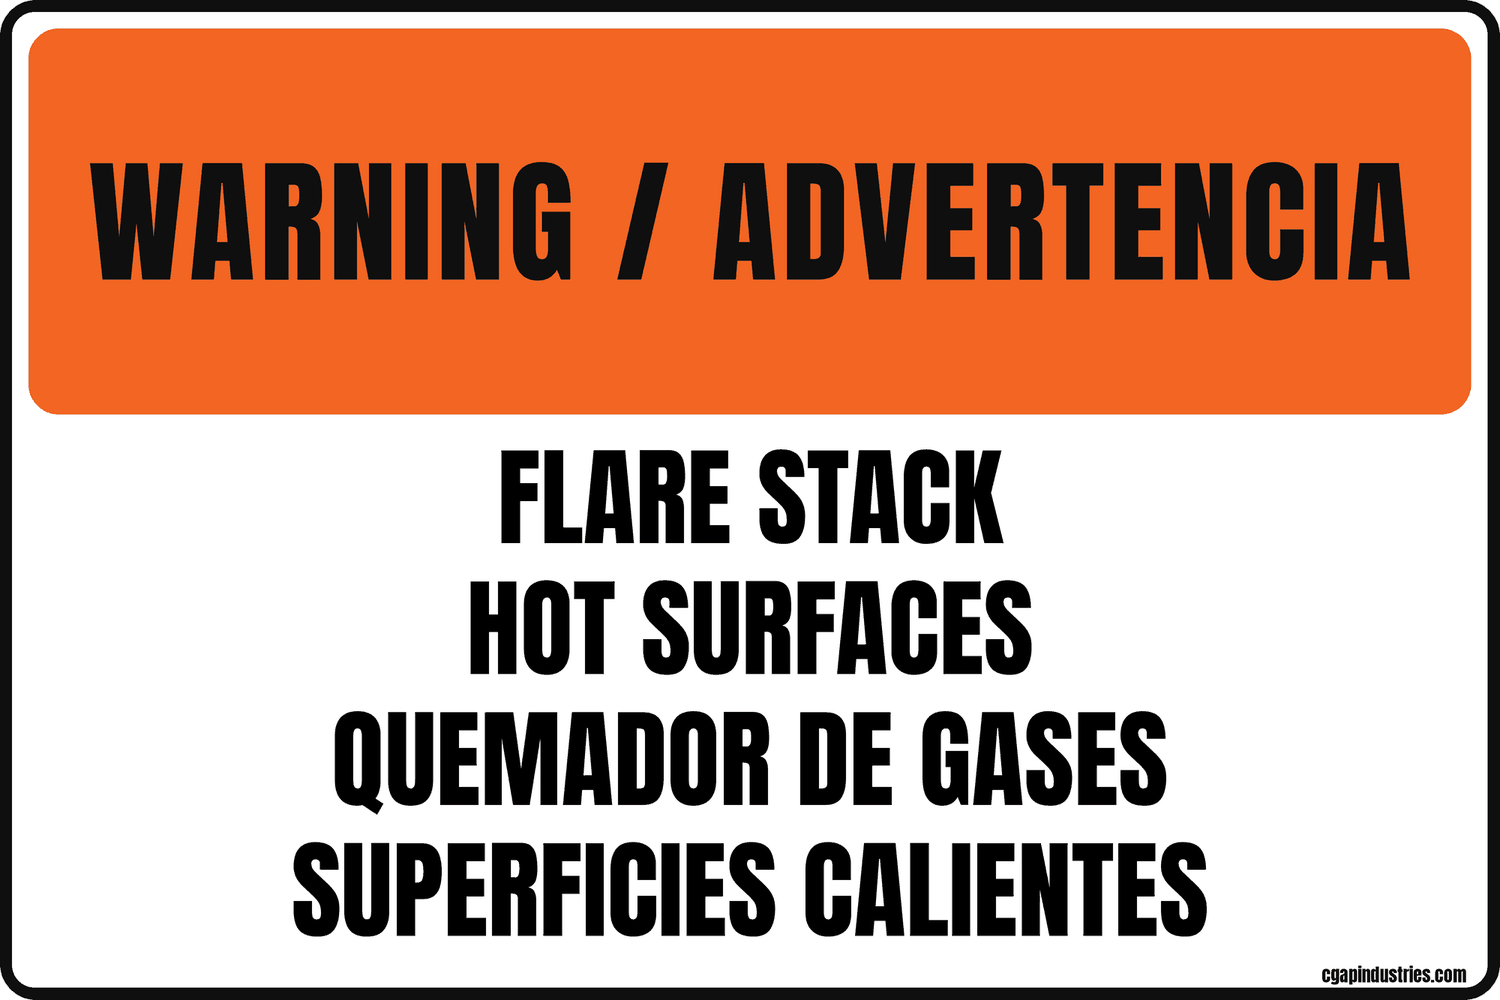 WARNING / ADVERTENCIA
FLARE STACK
HOT SURFACES
QUEMADOR DE GASES
SUPERFICIES CALIENTES
cgapindustries.com